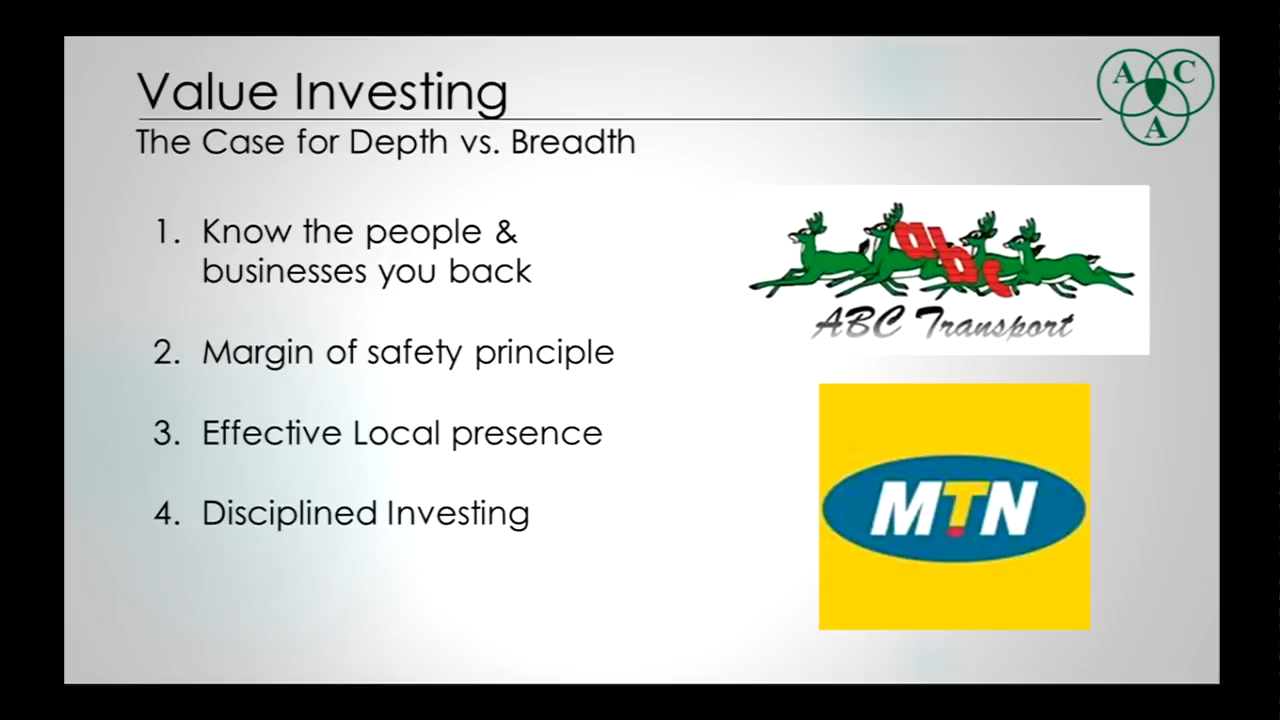 Value Investing
The Case for Depth vs. Breadth
1. Know the people &
businesses you back
2. Margin of safety principle
3. Effective Local presence
4. Disciplined Investing
A C
A
abc
ABC Transport
MTN